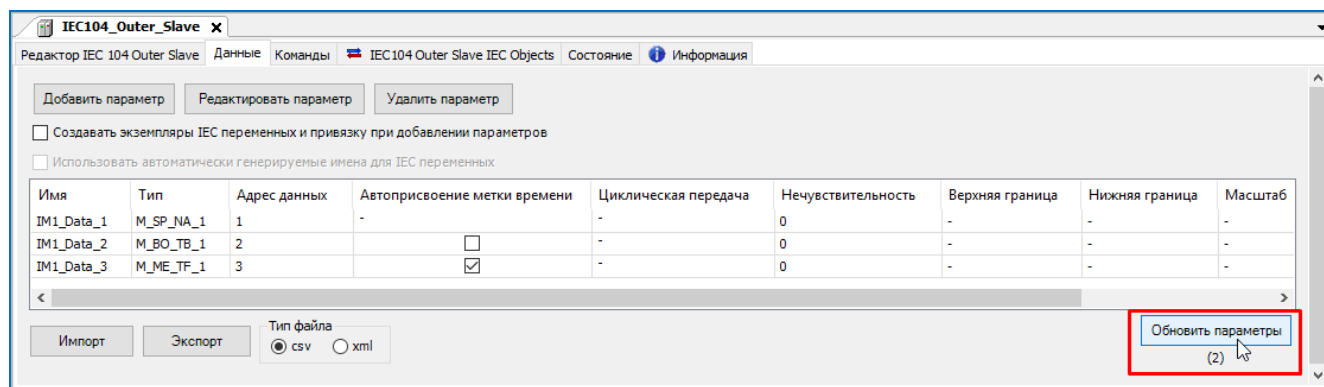 IEC104_Outer_Slave x
Редактор IEC 104 Outer Slave Данные Команды IEC104 Outer Slave IEC Objects Состояние Информация
Добавить параметр Редактировать параметр Удалить параметр
Создавать экземпляры IEC переменных и привязку при добавлении параметров
Использовать автоматически генерируемые имена для IEC переменных
Имя Тип Адрес данных Автоприсвоение метки времени Циклическая передача Нечувствительность Верхняя граница Нижняя граница Масштаб
IM1_Data_1 M_SP_NA_1 1 - - 0 - - -
IM1_Data_2 M_BO_TB_1 2 - 0 - - -
IM1_Data_3 M_ME_TF_1 3 - 0 - - -
Импорт Экспорт Тип файла csv xml Обновить параметры
(2)